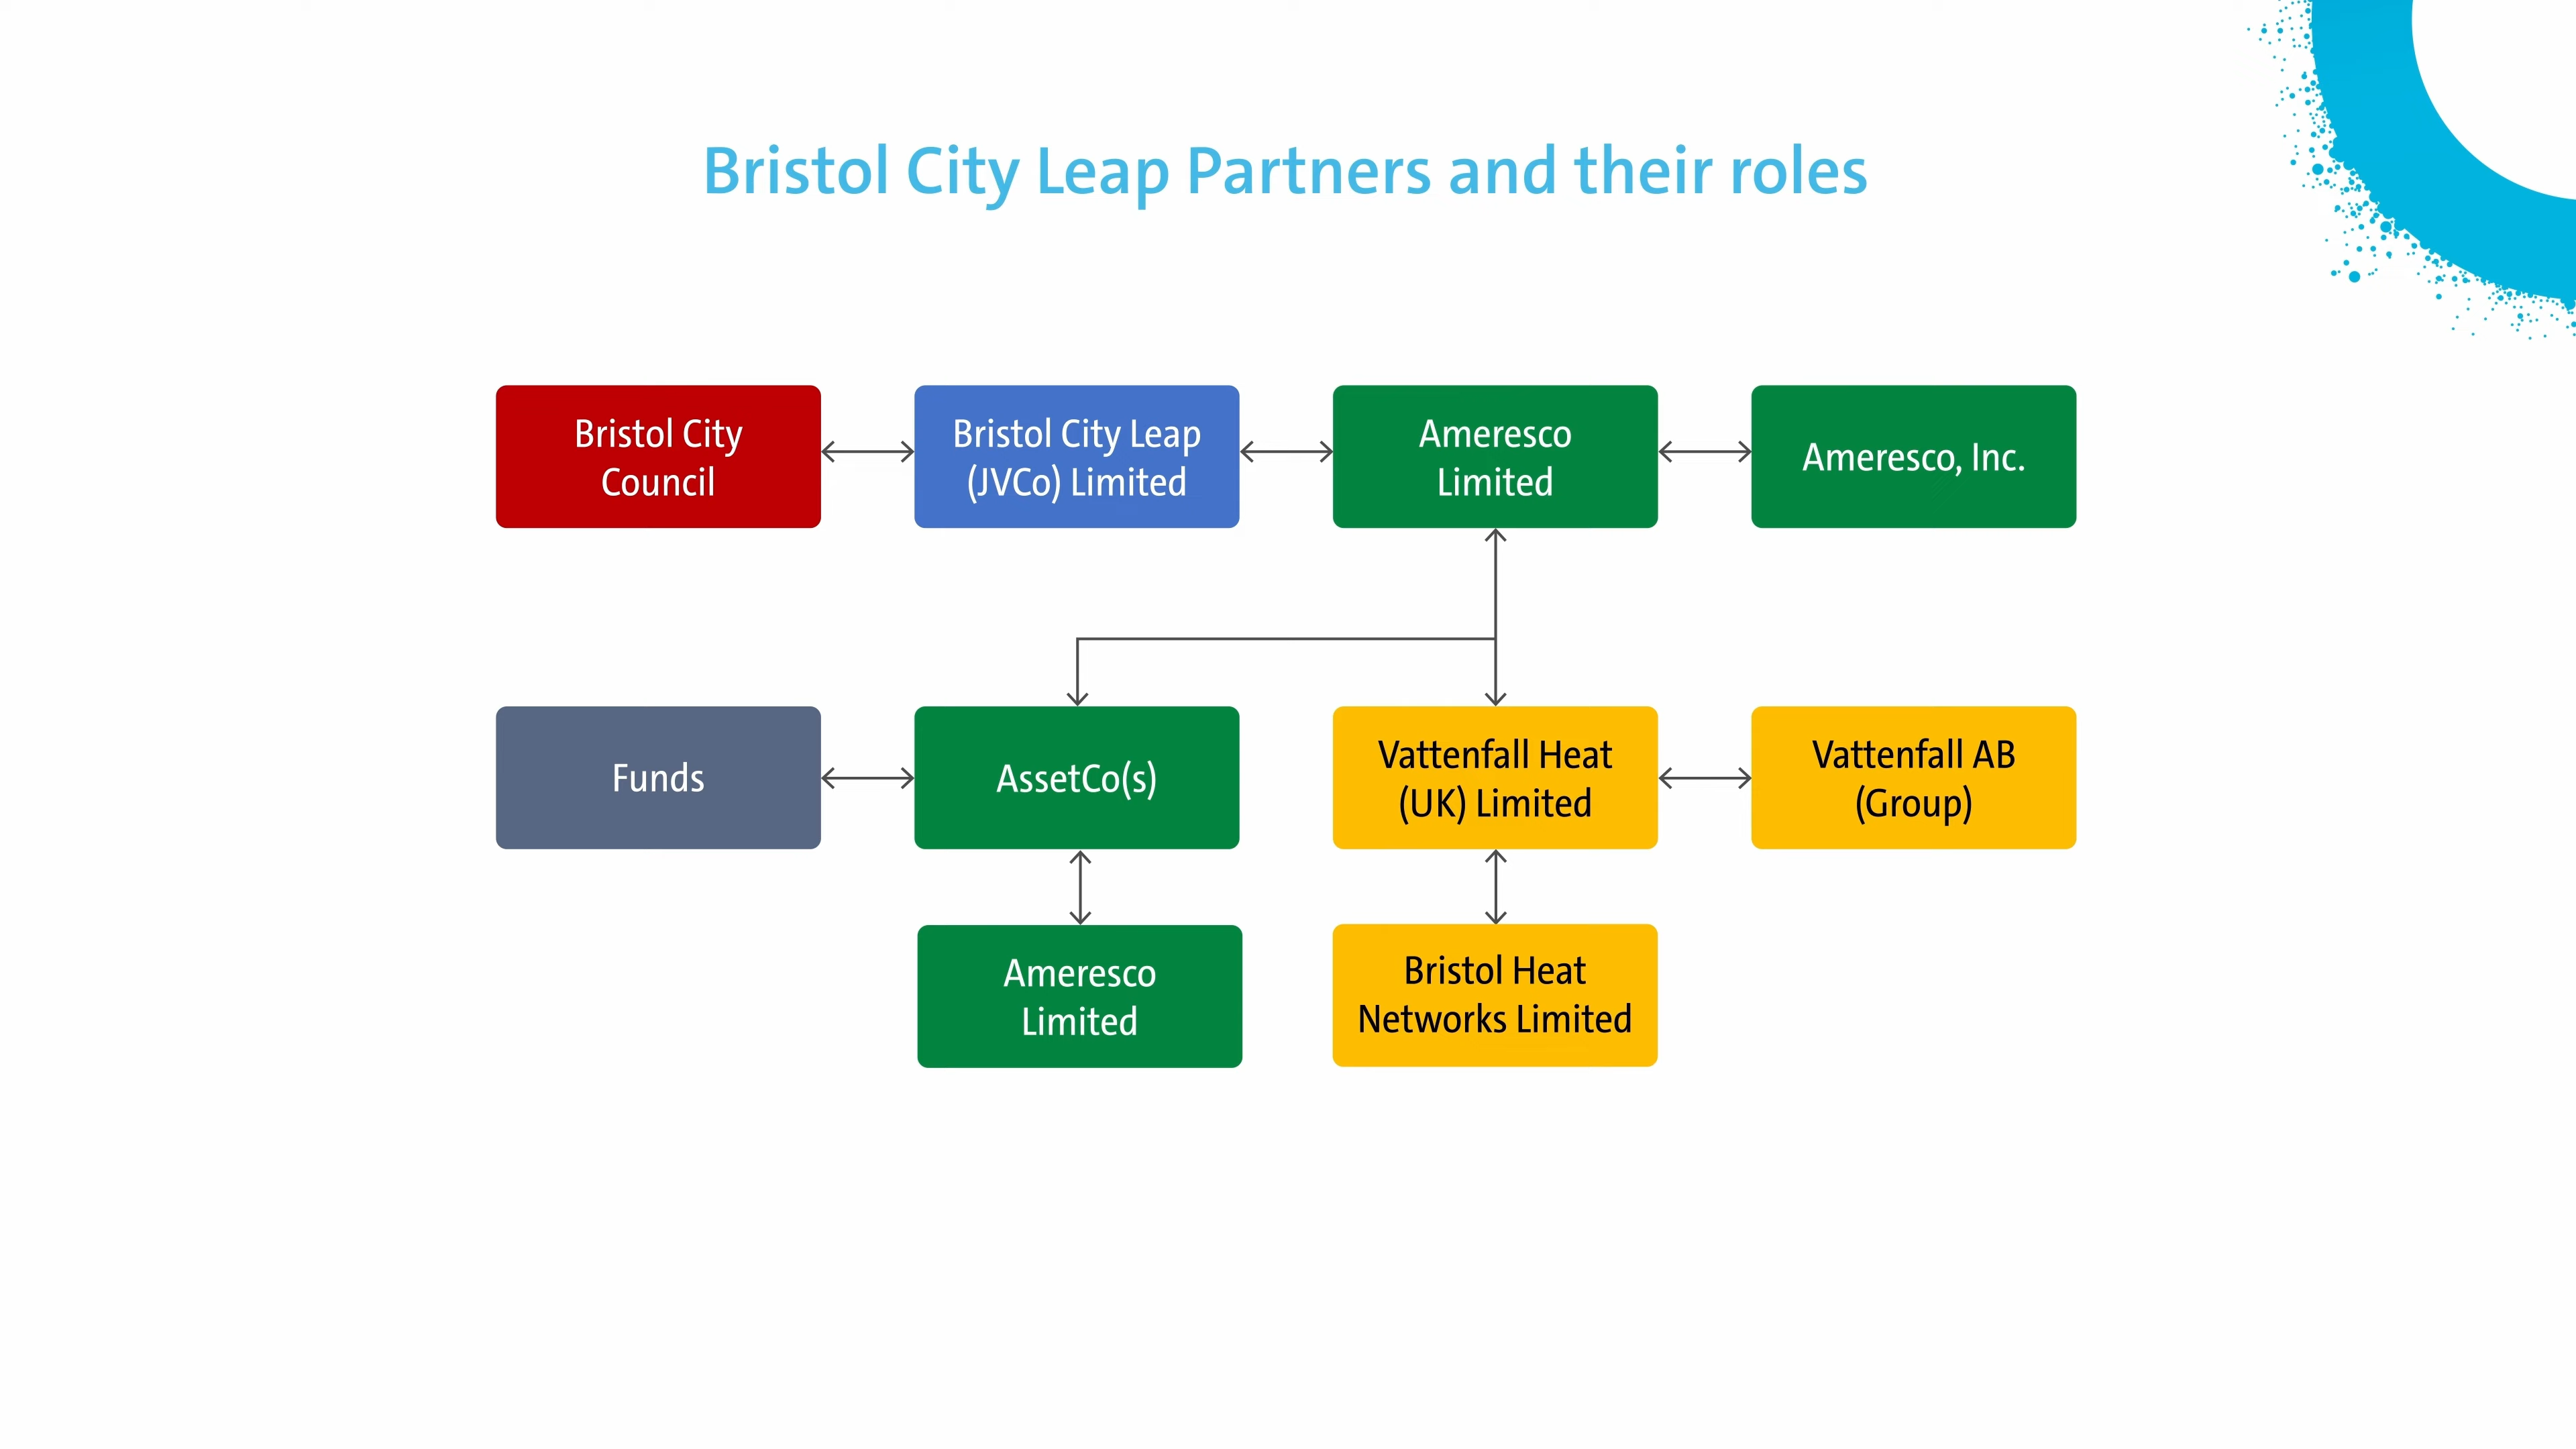 Bristol City Leap Partners and their roles
Bristol City
Council
Bristol City Leap
(JVCo) Limited
Ameresco
Limited
Ameresco, Inc.
Funds
AssetCo(s)
Vattenfall Heat
(UK) Limited
Vattenfall AB
(Group)
Ameresco
Limited
Bristol Heat
Networks Limited